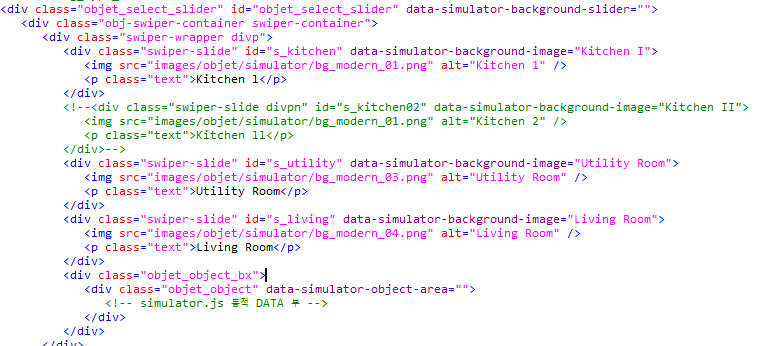 <div class="objet_select_slider" id="objet_select_slider" data-simulator-background-slider="">
<div class="obj-swiper-container swiper-container">
<div class="swiper-wrapper divp">
<div class="swiper-slide" id="s_kitchen" data-simulator-background-image="Kitchen I">
<img src="images/objet/simulator/bg_modern_01.png" alt="Kitchen 1" />
<p class="text">Kitchen l</p>
</div>
<!--<div class="swiper-slide divpn" id="s_kitchen02" data-simulator-background-image="Kitchen II">
<img src="images/objet/simulator/bg_modern_01.png" alt="Kitchen 2" />
<p class="text">Kitchen ll</p>
</div>-->
<div class="swiper-slide" id="s_utility" data-simulator-background-image="Utility Room">
<img src="images/objet/simulator/bg_modern_03.png" alt="Utility Room" />
<p class="text">Utility Room</p>
</div>
<div class="swiper-slide" id="s_living" data-simulator-background-image="Living Room">
<img src="images/objet/simulator/bg_modern_04.png" alt="Living Room" />
<p class="text">Living Room</p>
</div>
<div class="objet_object_bx">
<div class="objet_object" data-simulator-object-area="">
<!-- simulator.js 동적 DATA 부 -->
</div>
</div>
</div>